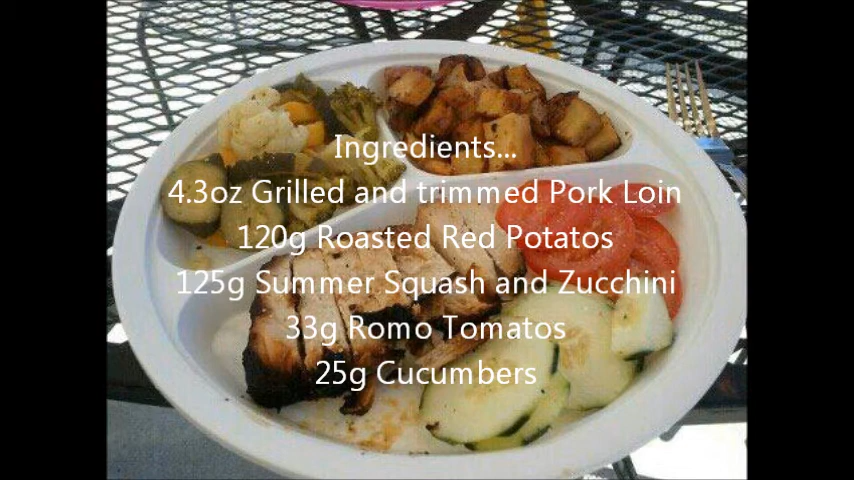 Ingredients...
4.3oz Grilled and trimmed Pork Loin
120g Roasted Red Potatos
125g Summer Squash and Zucchini
33g Romo Tomatos
25g Cucumbers